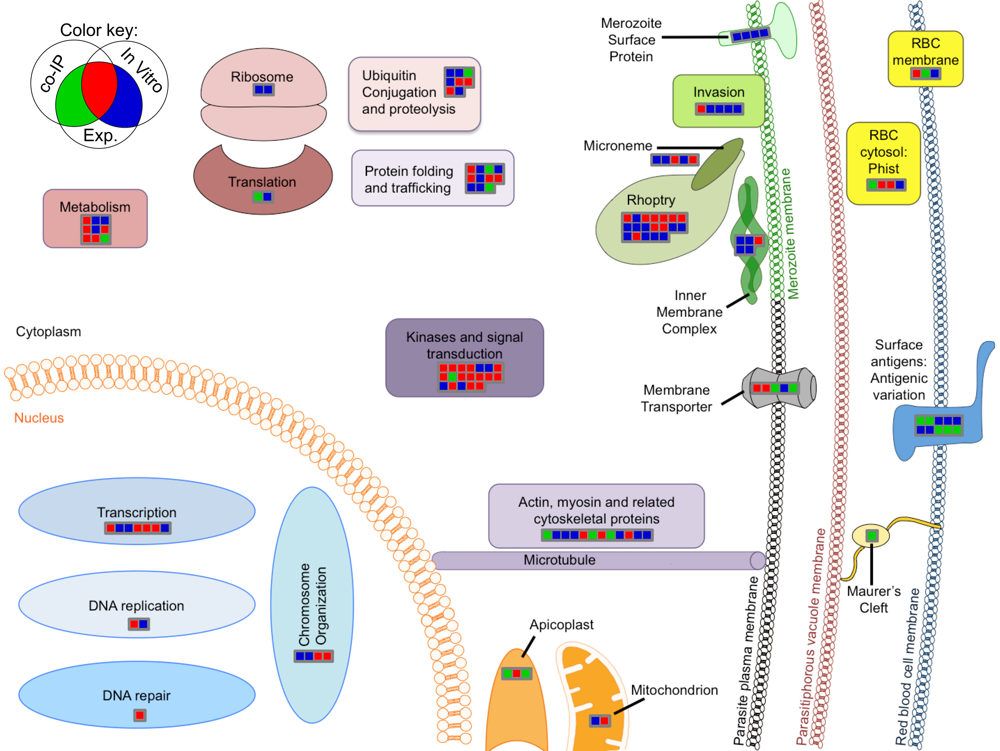 Color key:
co-IP
In Vitro
Exp.
Ribosome
Translation
Ubiquitin
Conjugation
and proteolysis
Protein folding
and trafficking
Metabolism
Merozoite
Surface
Protein
Invasion
Microneme
Rhoptry
Inner
Membrane
Complex
Merozoite membrane
RBC
membrane
RBC
cytosol:
Phist
Cytoplasm
Nucleus
Kinases and signal
transduction
Membrane
Transporter
Surface
antigens:
Antigenic
variation
Transcription
DNA replication
DNA repair
Chromosome
Organization
Actin, myosin and related
cytoskeletal proteins
Microtubule
Apicoplast
Mitochondrion
Parasite plasma membrane
Parasitiphorous vacuole membrane
Maurer’s
Cleft
Red blood cell membrane